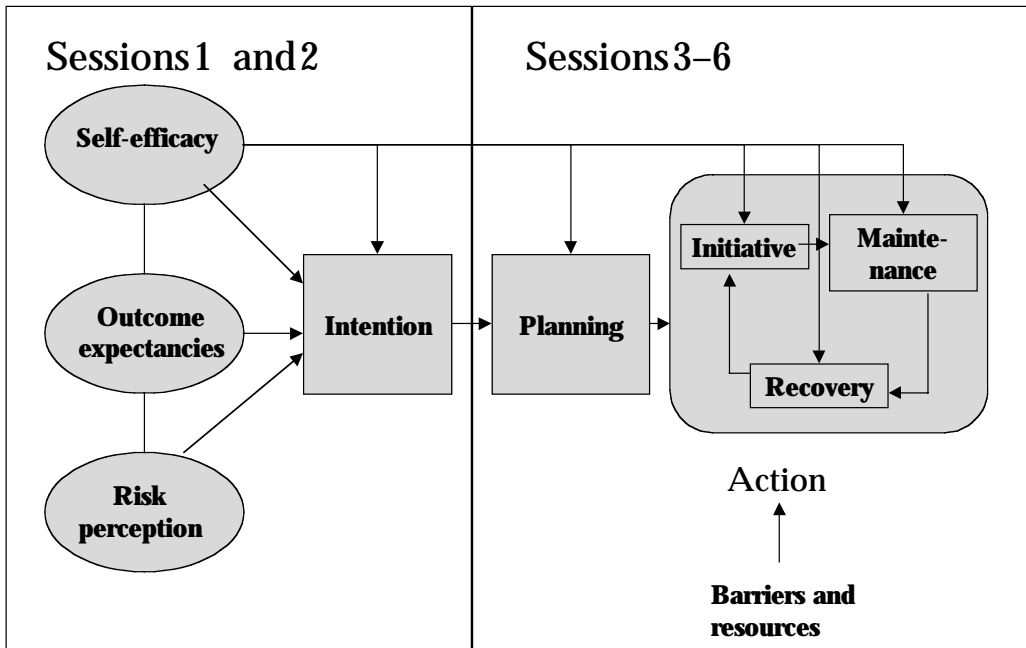 Sessions 1 and 2
Sessions 3–6
Self-efficacy
Outcome
expectancies
Risk
perception
Intention
Planning
Initiative
Mainte-
nance
Recovery
Action
Barriers and
resources